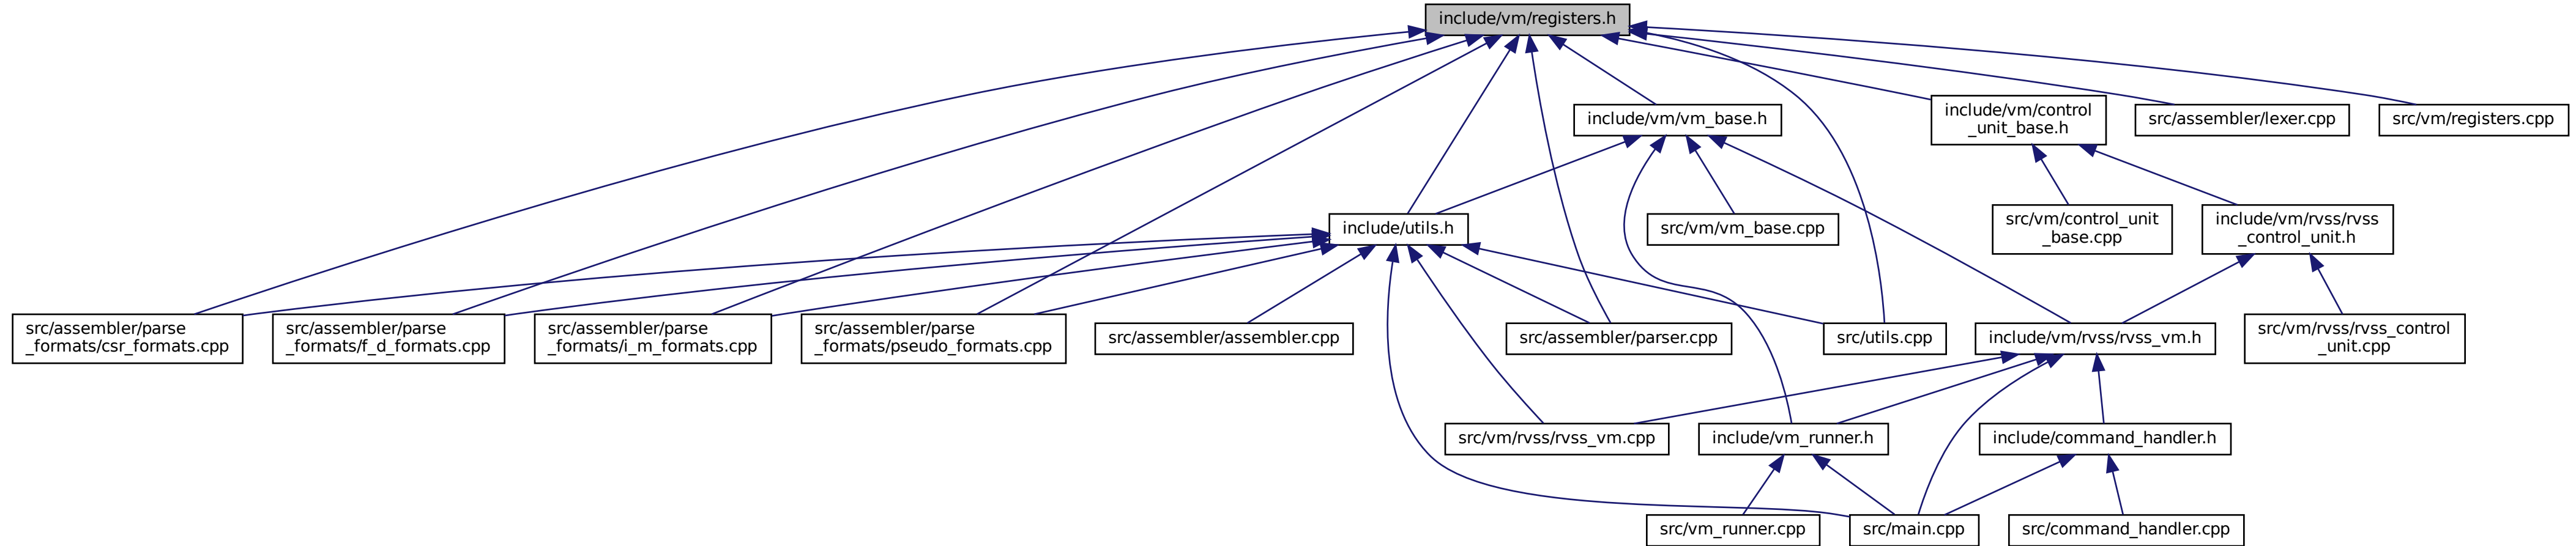 include/vm/registers.h
include/vm/vm_base.h
include/vm/control
_unit_base.h
src/assembler/lexer.cpp
src/vm/registers.cpp
include/utils.h
src/vm/vm_base.cpp
src/vm/control_unit
_base.cpp
include/vm/rvss/rvss
_control_unit.h
src/assembler/parse
_formats/csr_formats.cpp
src/assembler/parse
_formats/f_d_formats.cpp
src/assembler/parse
_formats/i_m_formats.cpp
src/assembler/parse
_formats/pseudo_formats.cpp
src/assembler/assembler.cpp
src/assembler/parser.cpp
src/utils.cpp
include/vm/rvss/rvss_vm.h
src/vm/rvss/rvss_control
_unit.cpp
src/vm/rvss/rvss_vm.cpp
include/vm_runner.h
include/command_handler.h
src/vm_runner.cpp
src/main.cpp
src/command_handler.cpp